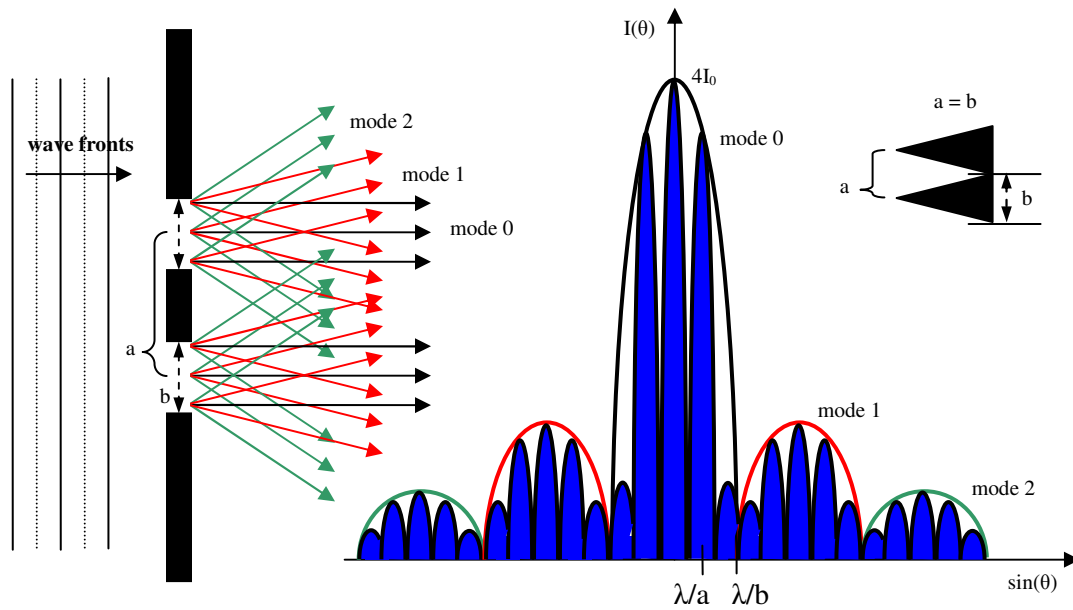 wave fronts
mode 2
mode 1
mode 0
a
b
I(θ)
4I₀
mode 0
mode 1
mode 2
λ/a
λ/b
sin(θ)
a = b
a
b